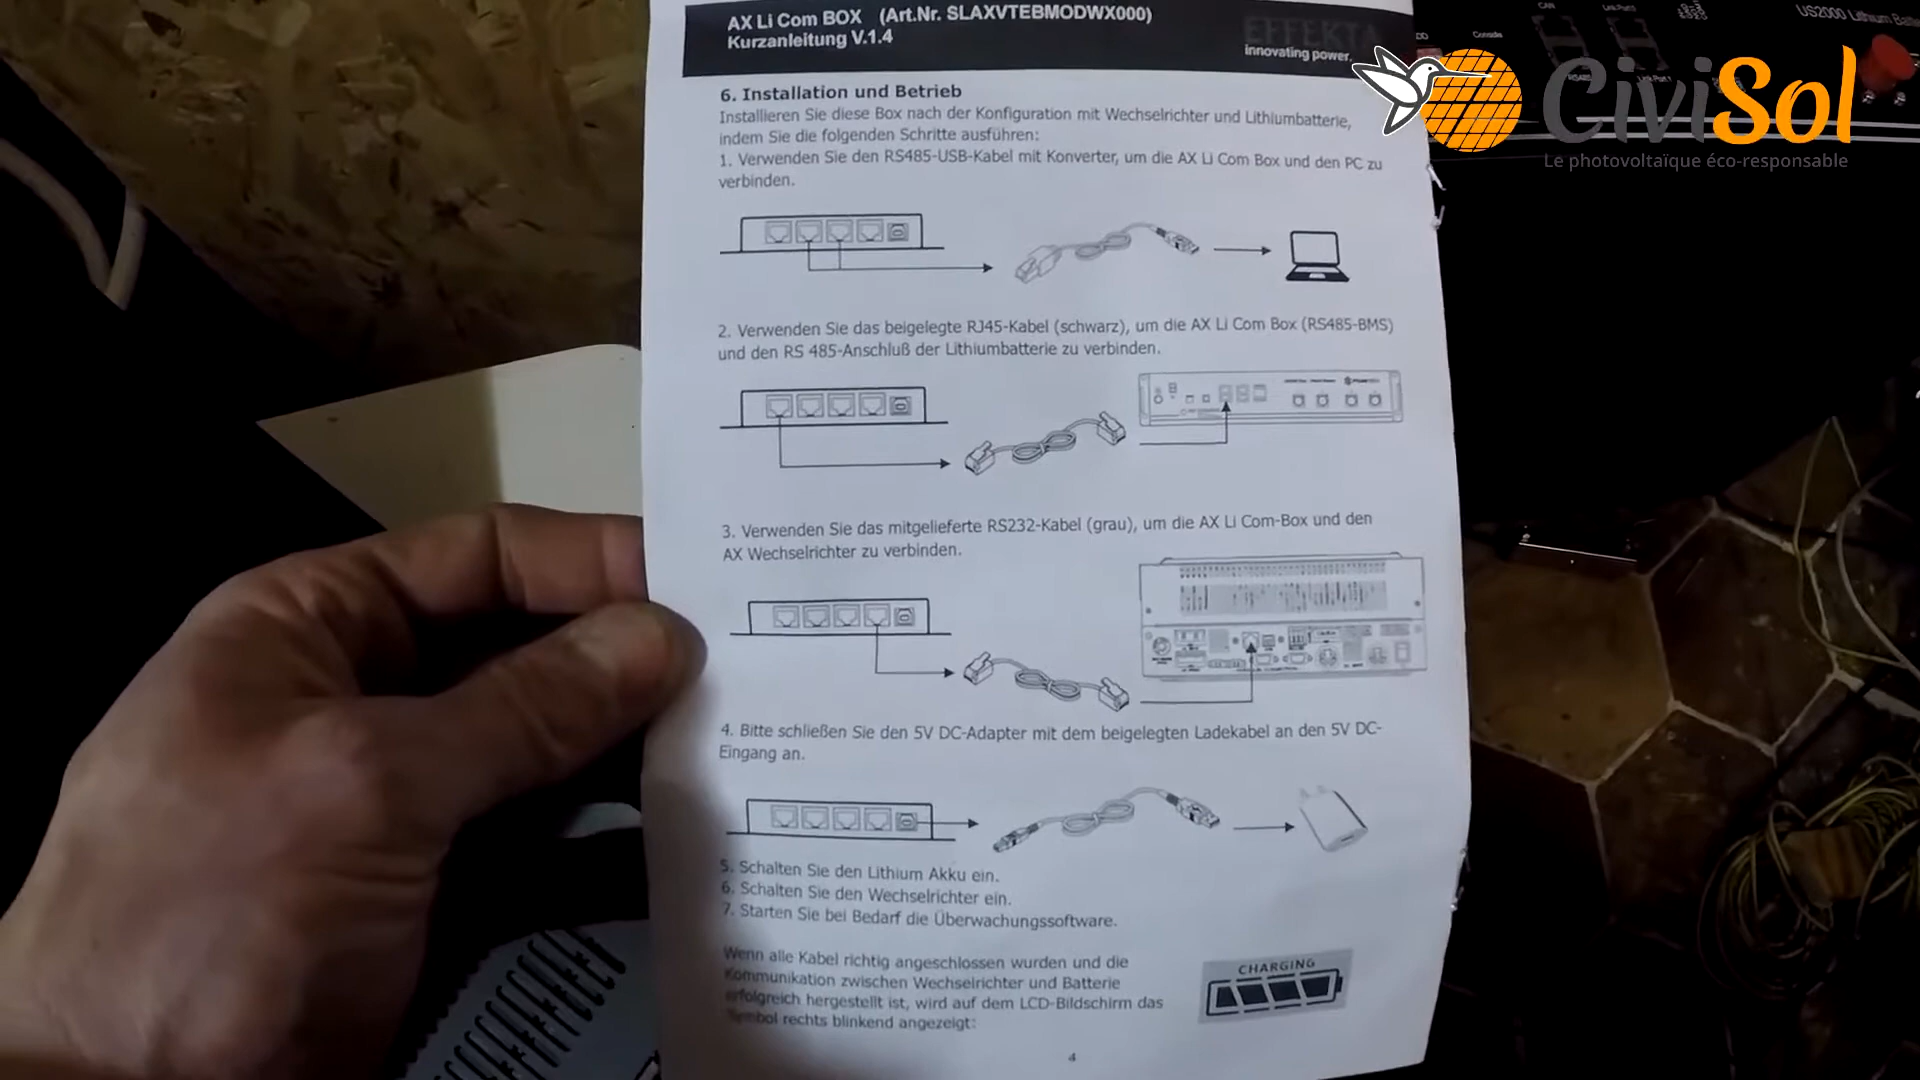 AX Li Com BOX (Art.Nr. SLAXVTEBMODWX000)
Kurzanleitung V.1.4
EFFEKTA
innovating power.
6. Installation und Betrieb
Installieren Sie diese Box nach der Konfiguration mit Wechselrichter und Lithiumbatterie,
indem Sie die folgenden Schritte ausführen:
1. Verwenden Sie den RS485-USB-Kabel mit Konverter, um die AX Li Com Box und den PC zu
verbinden.
2. Verwenden Sie das beigelegte RJ45-Kabel (schwarz), um die AX Li Com Box (RS485-BMS)
und den RS 485-Anschluß der Lithiumbatterie zu verbinden.
3. Verwenden Sie das mitgelieferte RS232-Kabel (grau), um die AX Li Com-Box und den
AX Wechselrichter zu verbinden.
4. Bitte schließen Sie den 5V DC-Adapter mit dem beigelegten Ladekabel an den 5V DC-
Eingang an.
5. Schalten Sie den Lithium Akku ein.
6. Schalten Sie den Wechselrichter ein.
7. Starten Sie bei Bedarf die Überwachungssoftware.
Wenn alle Kabel richtig angeschlossen wurden und die
Kommunikation zwischen Wechselrichter und Batterie
erfolgreich hergestellt ist, wird auf dem LCD-Bildschirm das
Symbol rechts blinkend angezeigt:
CHARGING
4
CiviSol
Le photovoltaïque éco-responsable
Console
US2000 Lithium